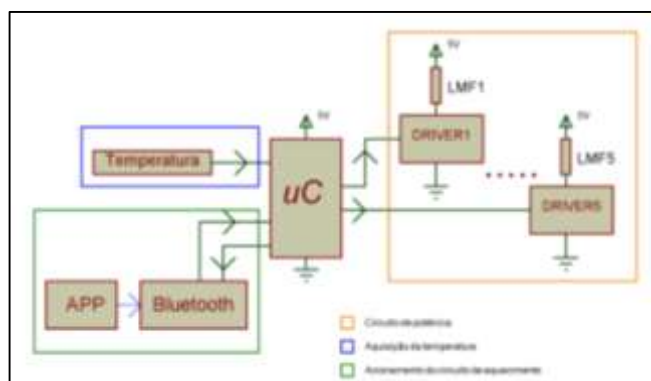 5V
LMF1
DRIVER1
5V
Temperatura
uC
5V
LMF5
DRIVER5
APP
Bluetooth
Circuito de potência
Aquisição da temperatura
Acionamento do circuito de aquecimento